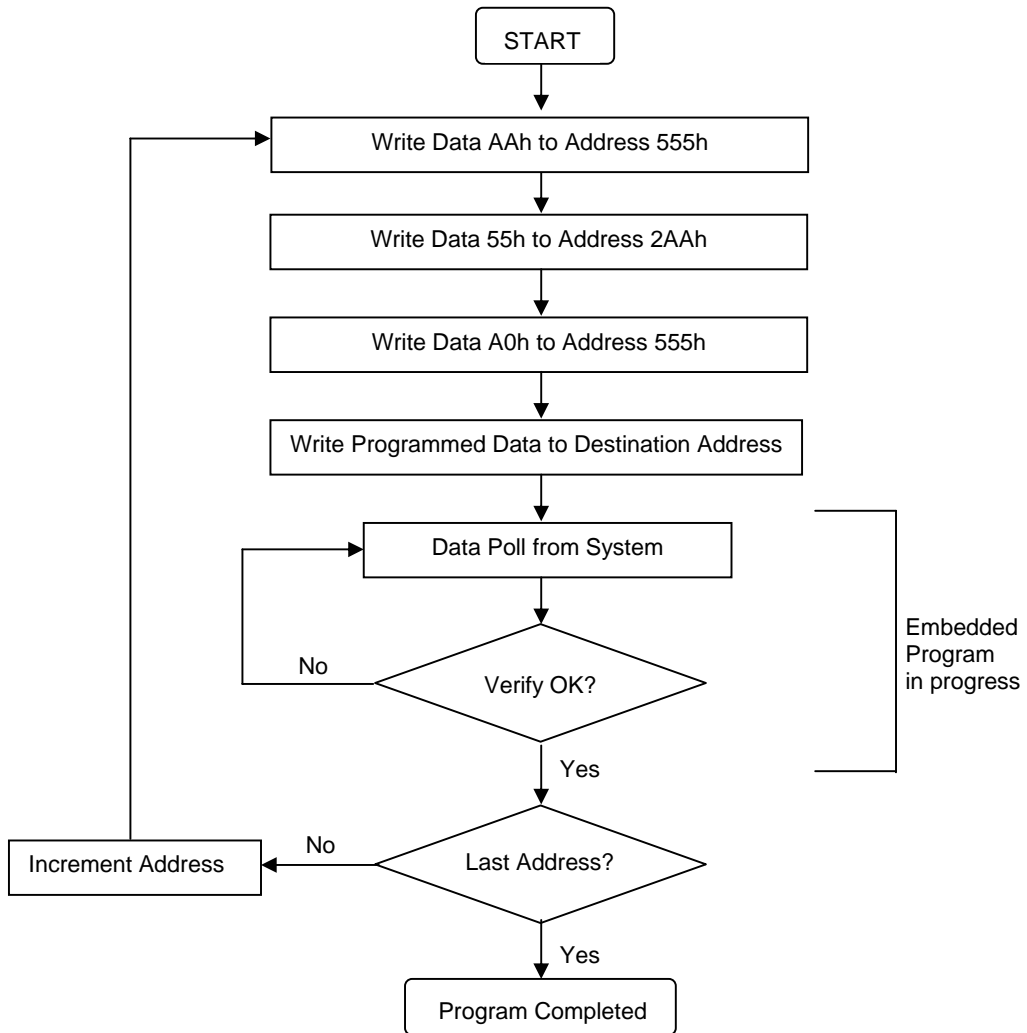 START
Write Data AAh to Address 555h
Write Data 55h to Address 2AAh
Write Data A0h to Address 555h
Write Programmed Data to Destination Address
Data Poll from System
Embedded
Program
in progress
No
Verify OK?
Yes
Increment Address
No
Last Address?
Yes
Program Completed